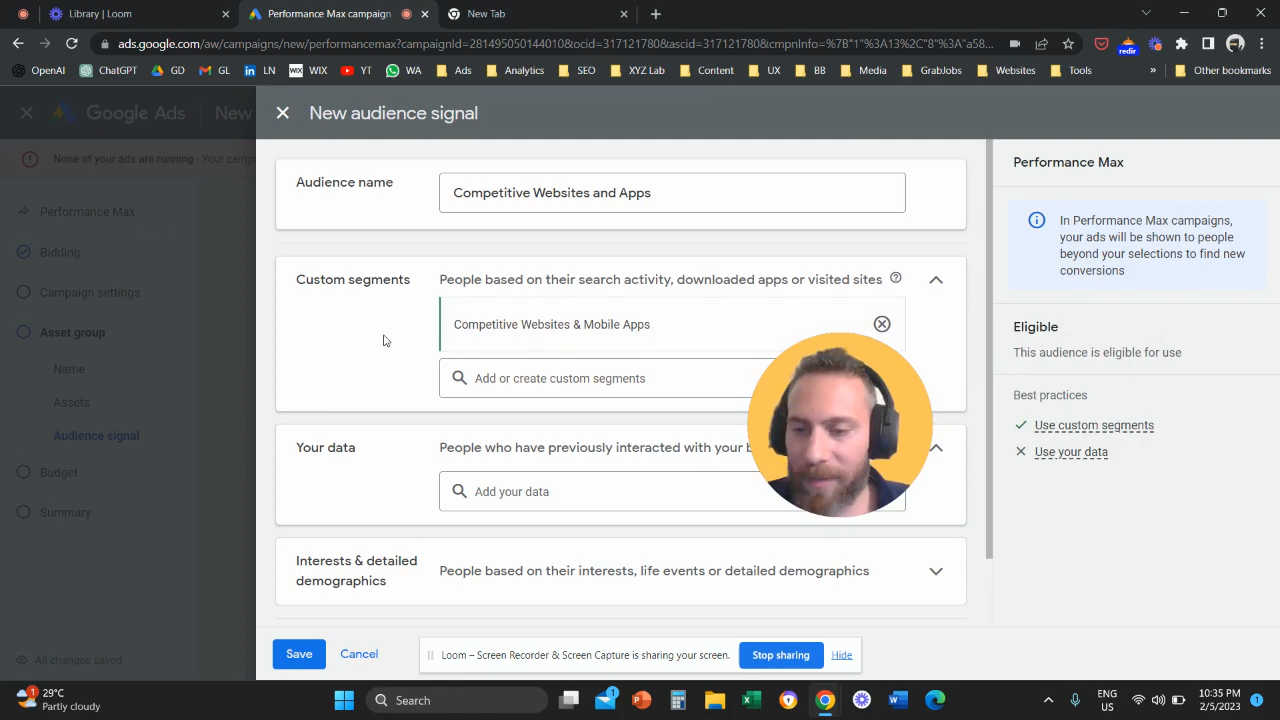 Library | Loom
Performance Max campaign
New Tab
ads.google.com/aw/campaigns/new/performancemax?campaignId=281495050144010&ocid=317121780&ascid=317121780&cmpnInfo=%7B"1"%3A13%2C"8"%3A"a58...
redir
OpenAI
ChatGPT
GD
GL
LN
WIX
WIX
YT
WA
Ads
Analytics
SEO
XYZ Lab
Content
UX
BB
Media
GrabJobs
Websites
Tools
»
Other bookmarks
Google Ads
New
New audience signal
None of your ads are running - Your camp
Performance Max
Bidding
Campaign settings
Asset group
Name
Assets
Audience signal
Budget
Summary
All changes saved
Audience name
Competitive Websites and Apps
Custom segments
People based on their search activity, downloaded apps or visited sites
Competitive Websites & Mobile Apps
Add or create custom segments
Your data
People who have previously interacted with your b
Add your data
Interests & detailed
demographics
People based on their interests, life events or detailed demographics
Save
Cancel
Performance Max
In Performance Max campaigns,
your ads will be shown to people
beyond your selections to find new
conversions
Eligible
This audience is eligible for use
Best practices
Use custom segments
Use your data
Loom – Screen Recorder & Screen Capture is sharing your screen.
Stop sharing
Hide
1
29°C
Partly cloudy
Search
1
ENG
US
10:35 PM
2/5/2023
1